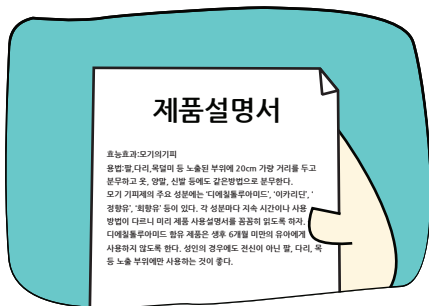 제품설명서
효능효과:모기의기피
용법:팔,다리,목덜미 등 노출된 부위에 20cm 가량 거리를 두고
분무하고 옷, 양말, 신발 등에도 같은방법으로 분무한다.
모기 기피제의 주요 성분에는 ‘디에칠톨루아미드’, ‘이카리딘’, ‘
정향유’, ‘회향유’ 등이 있다. 각 성분마다 지속 시간이나 사용
방법이 다르니 미리 제품 사용설명서를 꼼꼼히 읽도록 하자.
디에칠톨루아미드 함유 제품은 생후 6개월 미만의 유아에게
사용하지 않도록 한다. 성인의 경우에도 전신이 아닌 팔, 다리, 목
등 노출 부위에만 사용하는 것이 좋다.